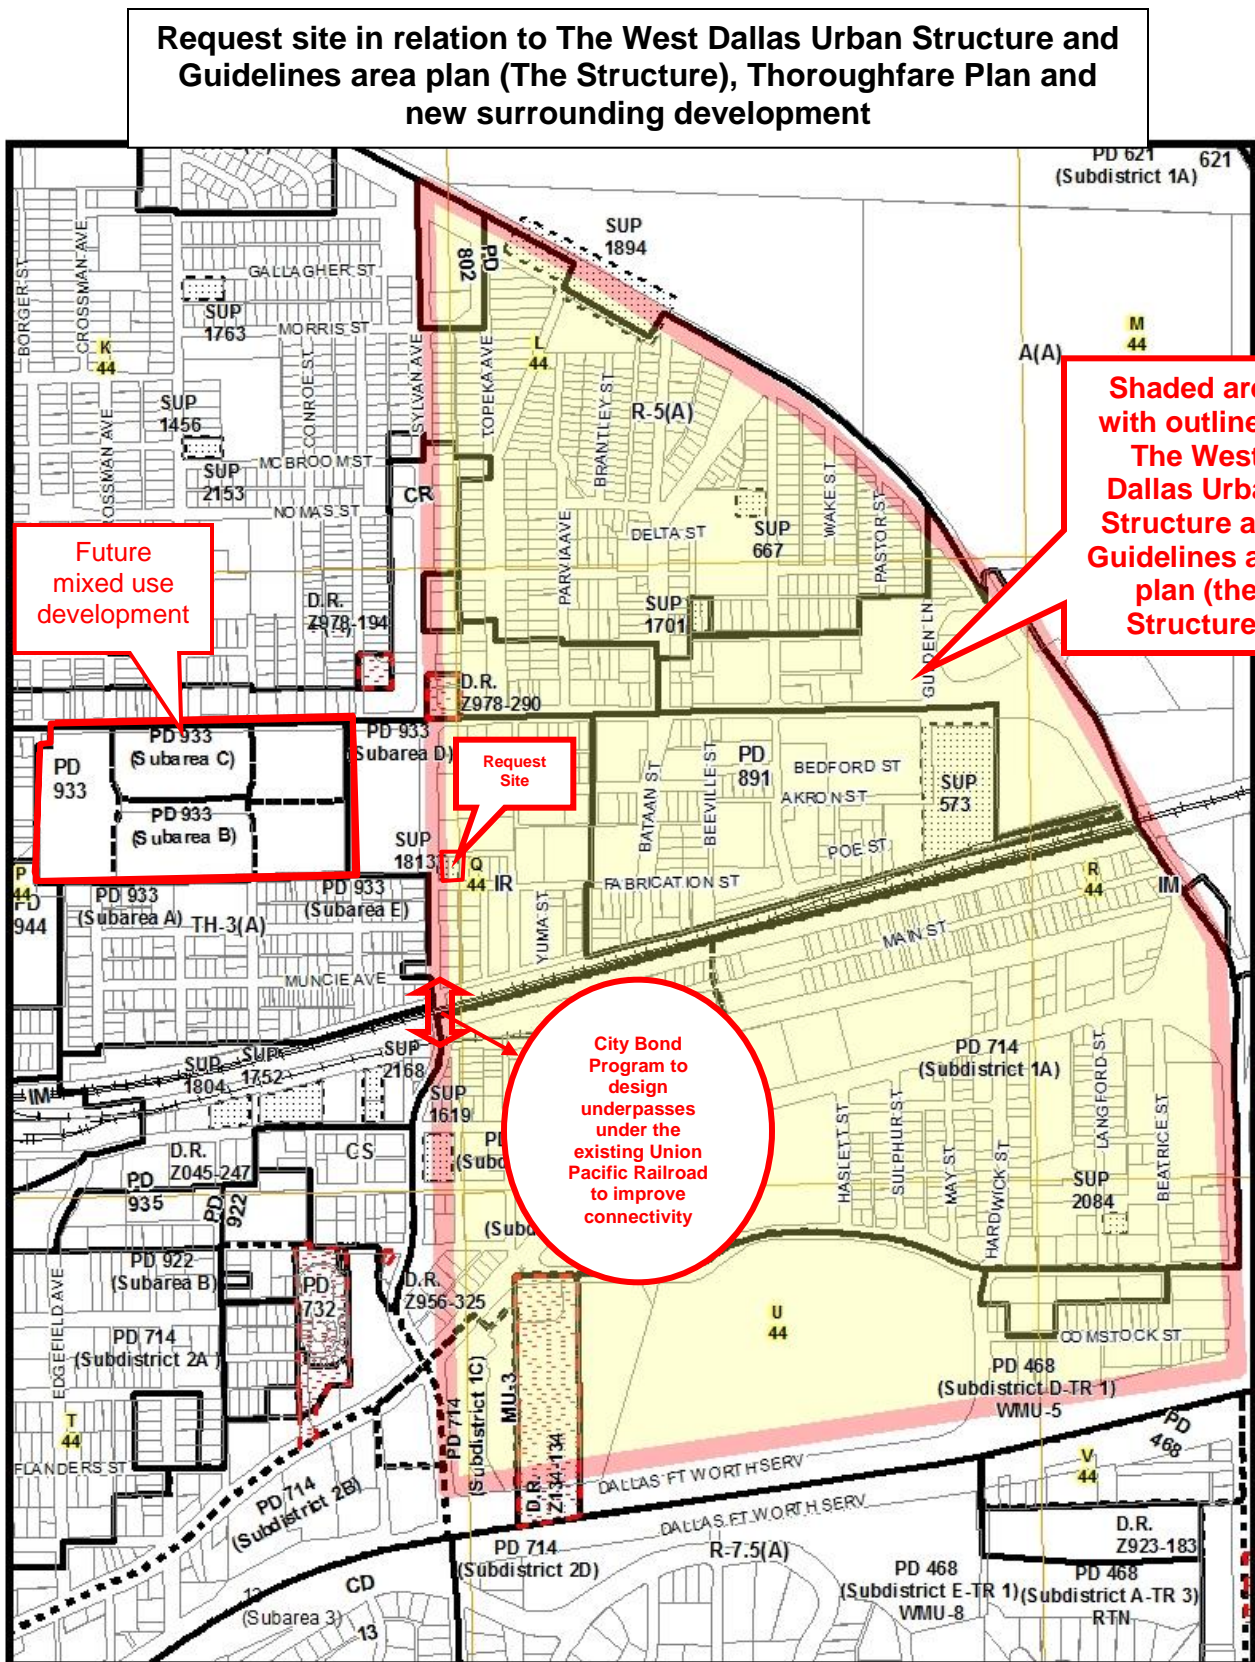 Request site in relation to The West Dallas Urban Structure and
Guidelines area plan (The Structure), Thoroughfare Plan and
new surrounding development
PD 621
(Subdistrict 1A)
621
SUP
1894
PD
802
BORGER ST
CROSSMAN AVE
GALLAGHER ST
SUP
1763
MORRIS ST
K
44
CONROE ST
SYLVAN AVE
TOPEKA AVE
L
44
M
44
A(A)
BRANTLEY ST
R-5(A)
SUP
1456
SUP
2153
MCBROOM ST
NOMAS ST
CR
DELTA ST
SUP
667
WAKE ST
PASTOR ST
PARVIA AVE
SUP
1701
GULDEN LN
Shaded are
with outline
The West
Dallas Urba
Structure a
Guidelines a
plan (the
Structure
Future
mixed use
development
D.R.
Z978-194
D.R.
Z978-290
PD 933
(Subarea C)
PD
933
PD 933
(Subarea B)
PD 933
(Subarea D)
Request
Site
BATAAN ST
BEEVILLE ST
PD
891
BEDFORD ST
AKRON ST
SUP
573
POE ST
SUP
1813
Q
44
IR
FABRICATION ST
R
44
IM
P
44
944
PD 933
(Subarea A)
TH-3(A)
PD 933
(Subarea E)
YUMA ST
MAIN ST
MUNCIE AVE
City Bond
Program to
design
underpasses
under the
existing Union
Pacific Railroad
to improve
connectivity
SUP
1804
SUP
1752
SUP
2168
IM
SUP
1619
PD 714
(Subdistrict 1A)
LANGFORD ST
HASLETT ST
SULPHUR ST
MAY ST
HARDWICK ST
BEATRICE ST
SUP
2084
D.R.
Z045-247
CS
PD
935
PD
922
(Subd
(Subd
PD 922
(Subarea B)
PD
732
D.R.
Z956-325
EDGEFIELD AVE
PD 714
(Subdistrict 2A)
U
44
COMSTOCK ST
PD 468
(Subdistrict D-TR 1)
WMU-5
PD 714
(Subdistrict 1C)
MU-3
D.R.
Z134-134
T
44
FLANDERS ST
PD 714
(Subdistrict 2B)
DALLAS FT WORTH SERV
DALLAS FT WORTH SERV
PD
468
V
44
D.R.
Z923-183
PD 714
(Subdistrict 2D)
R-7.5(A)
PD 468
(Subdistrict E-TR 1)
WMU-8
PD 468
(Subdistrict A-TR 3)
RTN
CD
13
(Subarea 3)